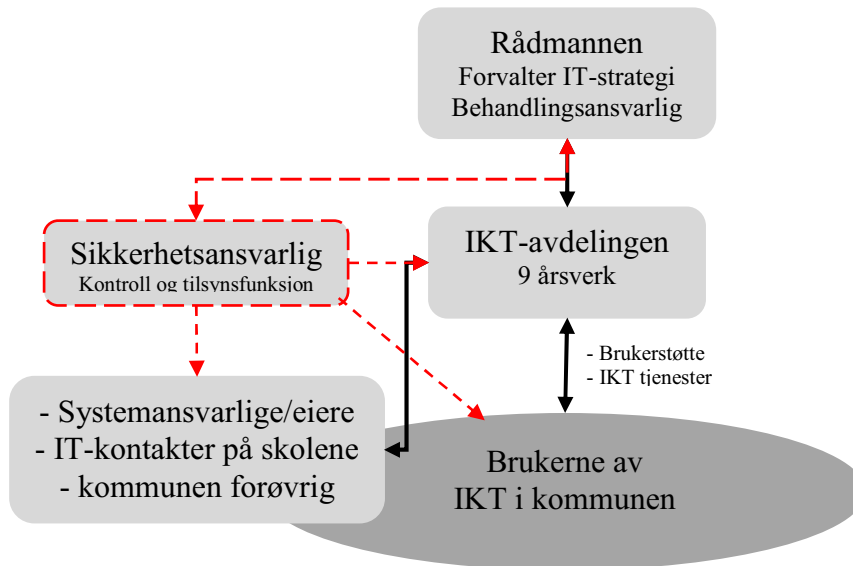 Rådmannen
Forvalter IT-strategi
Behandlingsansvarlig
Sikkerhetsansvarlig
Kontroll og tilsynsfunksjon
IKT-avdelingen
9 årsverk
- Brukerstøtte
- IKT tjenester
- Systemansvarlige/eiere
- IT-kontakter på skolene
- kommunen forøvrig
Brukerne av
IKT i kommunen